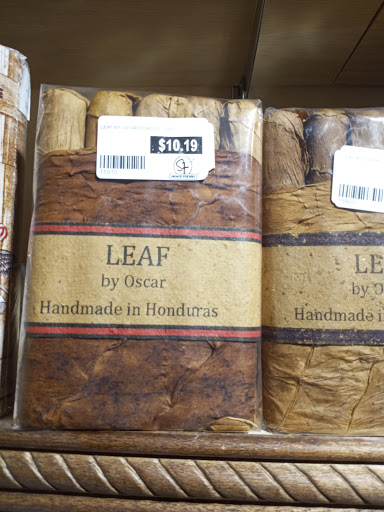 $10.19
LEAF
by Oscar
Handmade in Honduras
LE
by O
Handmade i